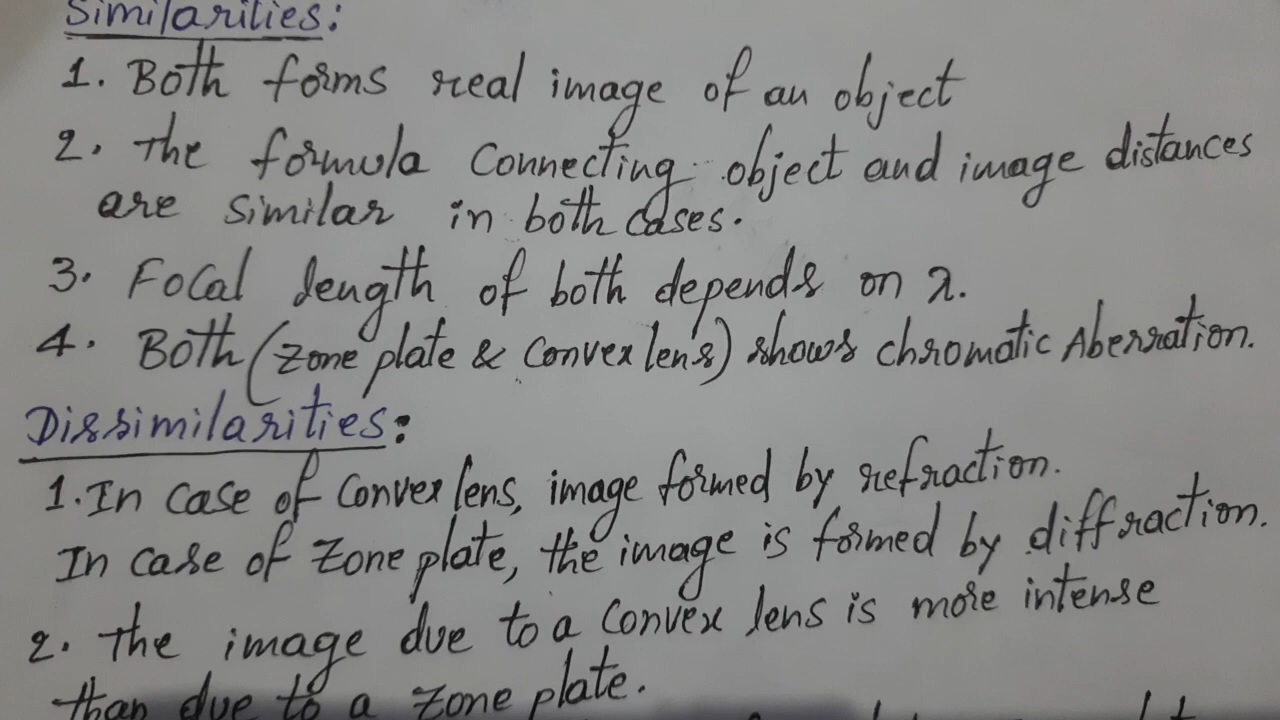 Similarities:
1. Both forms real image of an object
2. The formula Connecting object and image distances
are similar in both cases.
3. Focal length of both depends on λ.
4. Both (Zone plate & Convex len's) shows chromatic Aberration.
Dissimilarities:
1. In case of Convex lens, image formed by refraction.
In case of Zone plate, the image is formed by diffraction.
2. The image due to a Convex lens is more intense
than due to a Zone plate.